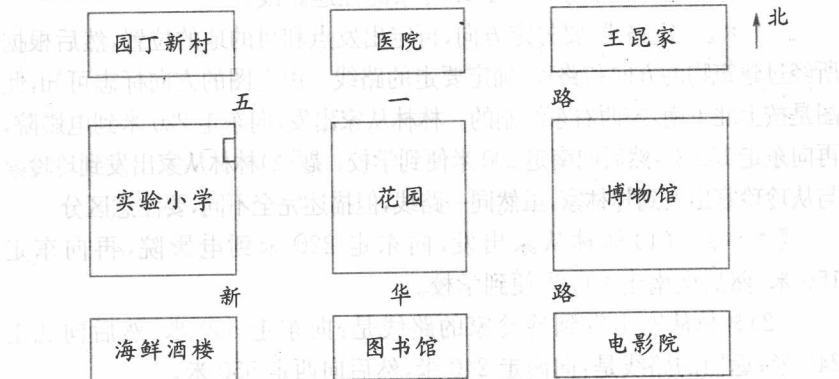 园丁新村 医院 王昆家 北
五 一 路
实验小学 花园 博物馆
新 华 路
海鲜酒楼 图书馆 电影院